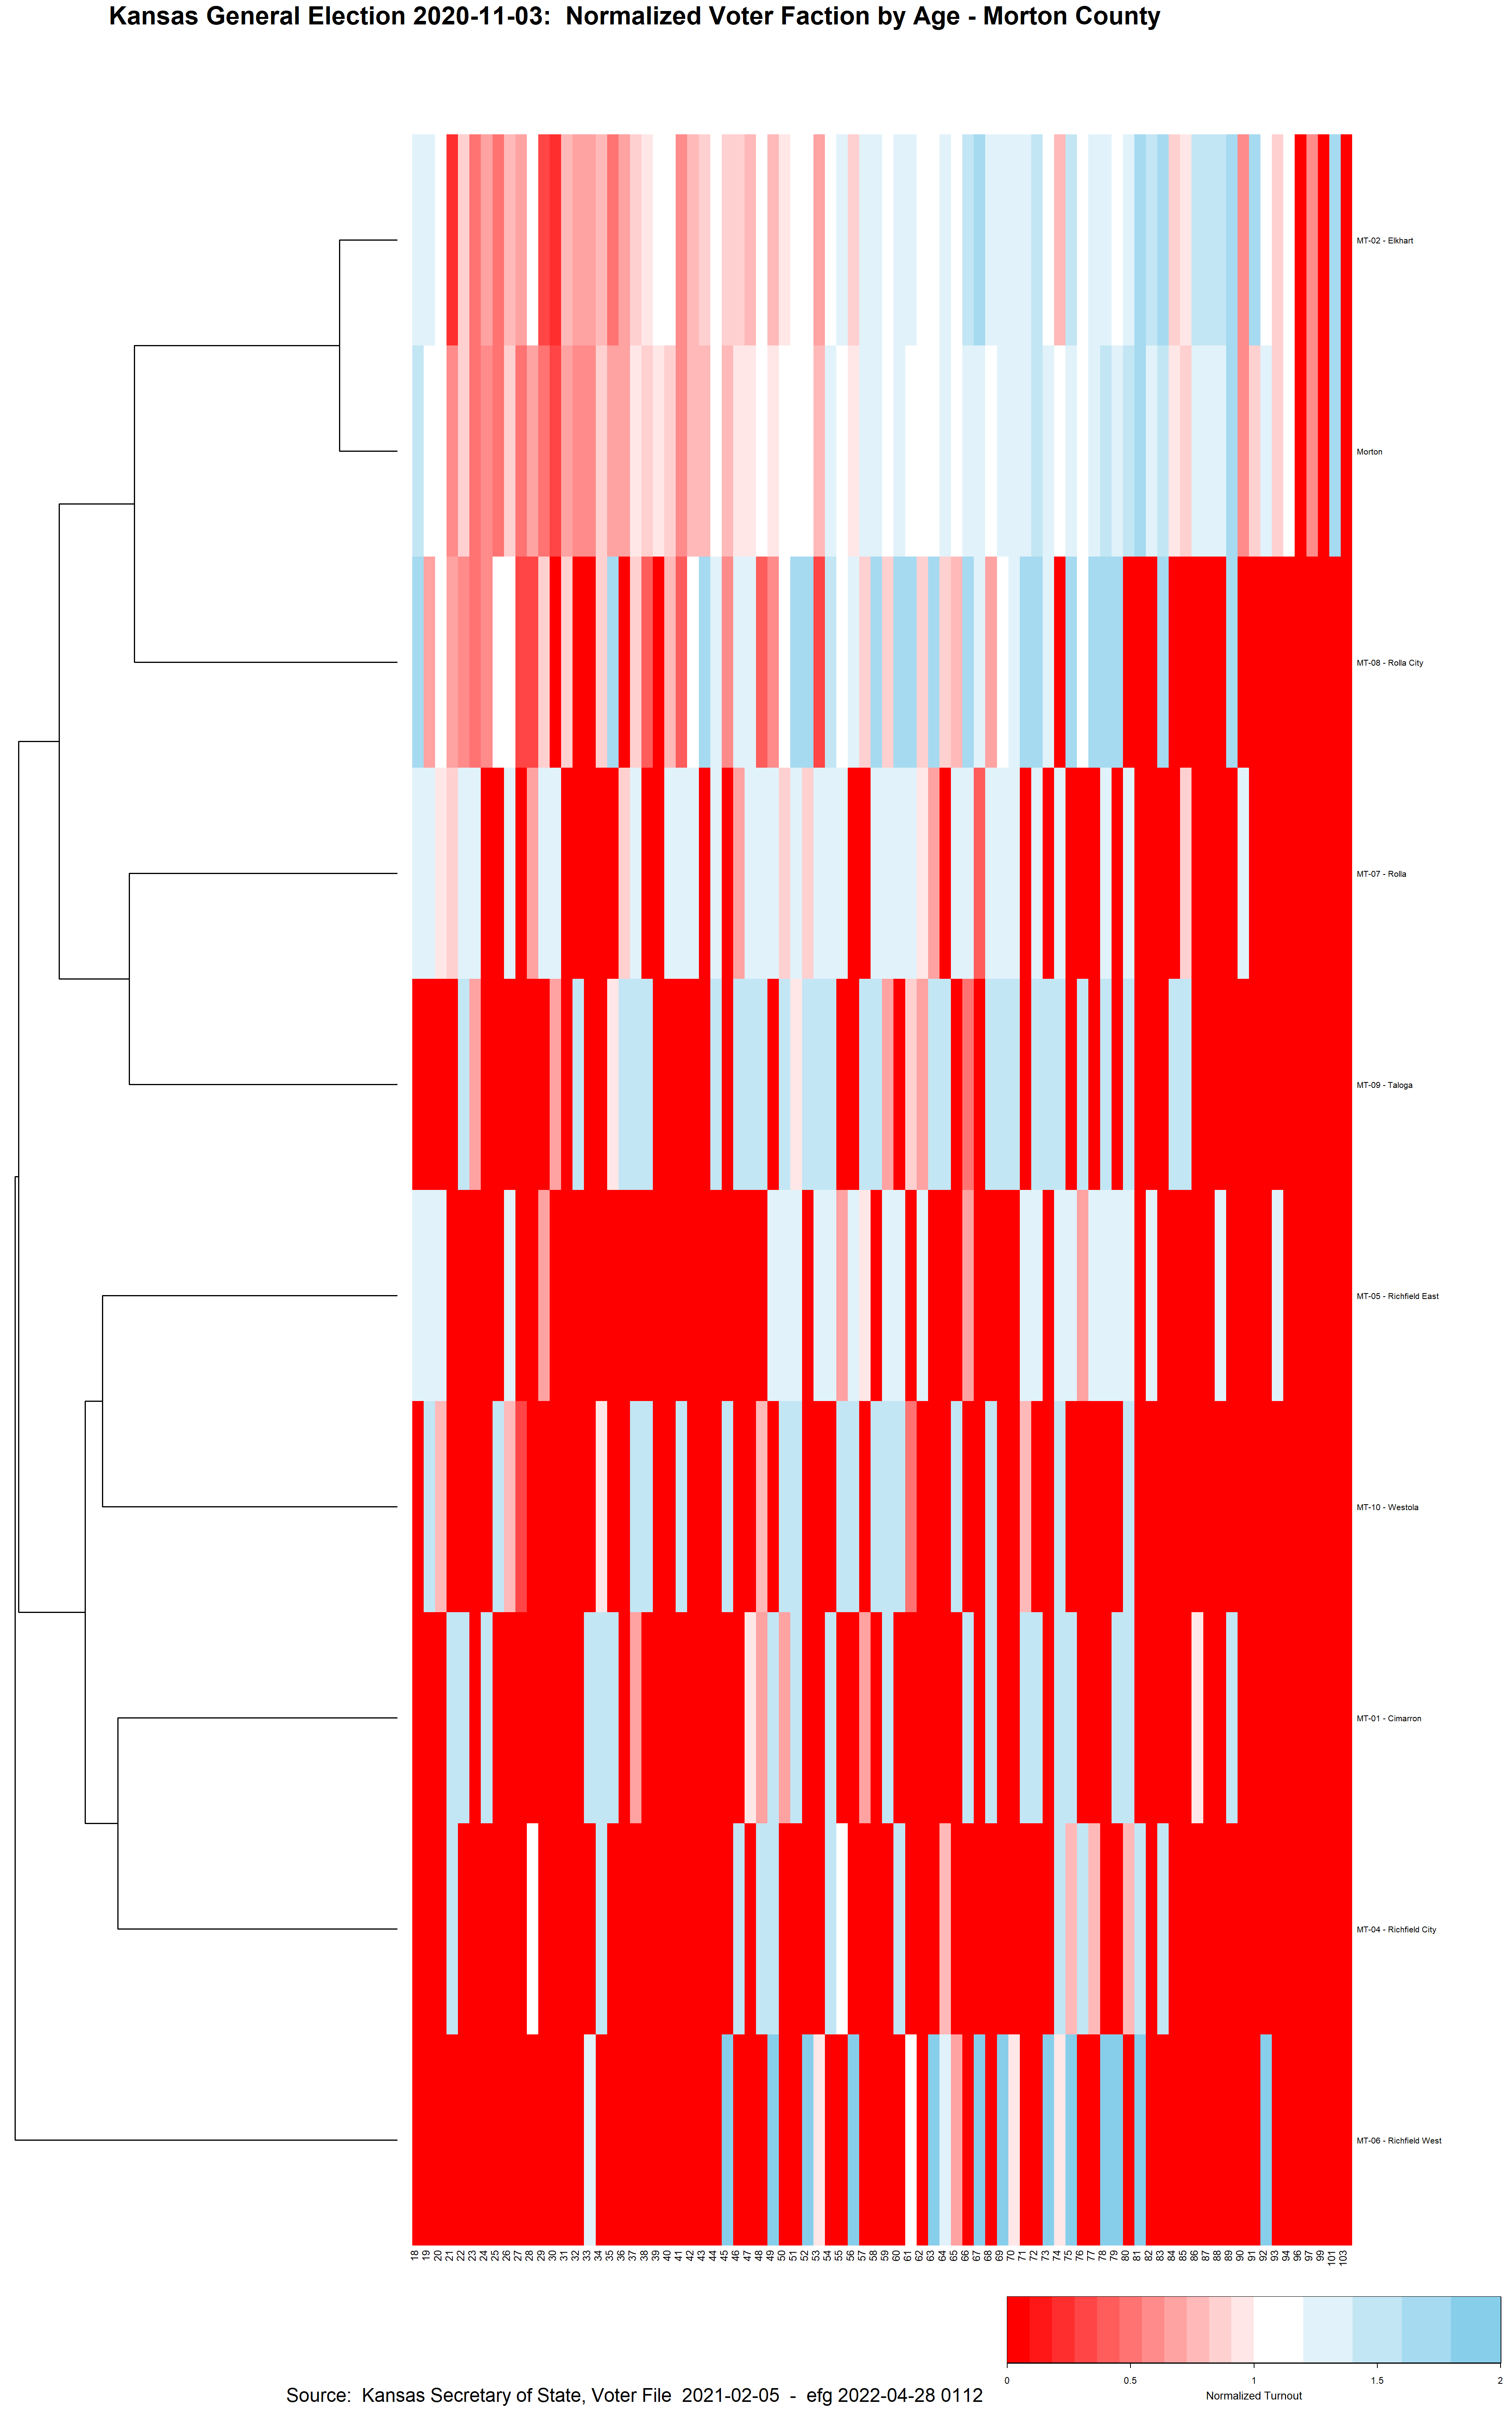 Kansas General Election 2020-11-03:  Normalized Voter Faction by Age - Morton County
MT-02 - Elkhart
Morton
MT-08 - Rolla City
MT-07 - Rolla
MT-09 - Taloga
MT-05 - Richfield East
MT-10 - Westola
MT-01 - Cimarron
MT-04 - Richfield City
MT-06 - Richfield West
18 19 20 21 22 23 24 25 26 27 28 29 30 31 32 33 34 35 36 37 38 39 40 41 42 43 44 45 46 47 48 49 50 51 52 53 54 55 56 57 58 59 60 61 62 63 64 65 66 67 68 69 70 71 72 73 74 75 76 77 78 79 80 81 82 83 84 85 86 87 88 89 90 91 92 93 94 96 97 99 101 103
0 0.5 1 1.5 2
Normalized Turnout
Source:  Kansas Secretary of State, Voter File  2021-02-05  -  efg 2022-04-28 0112